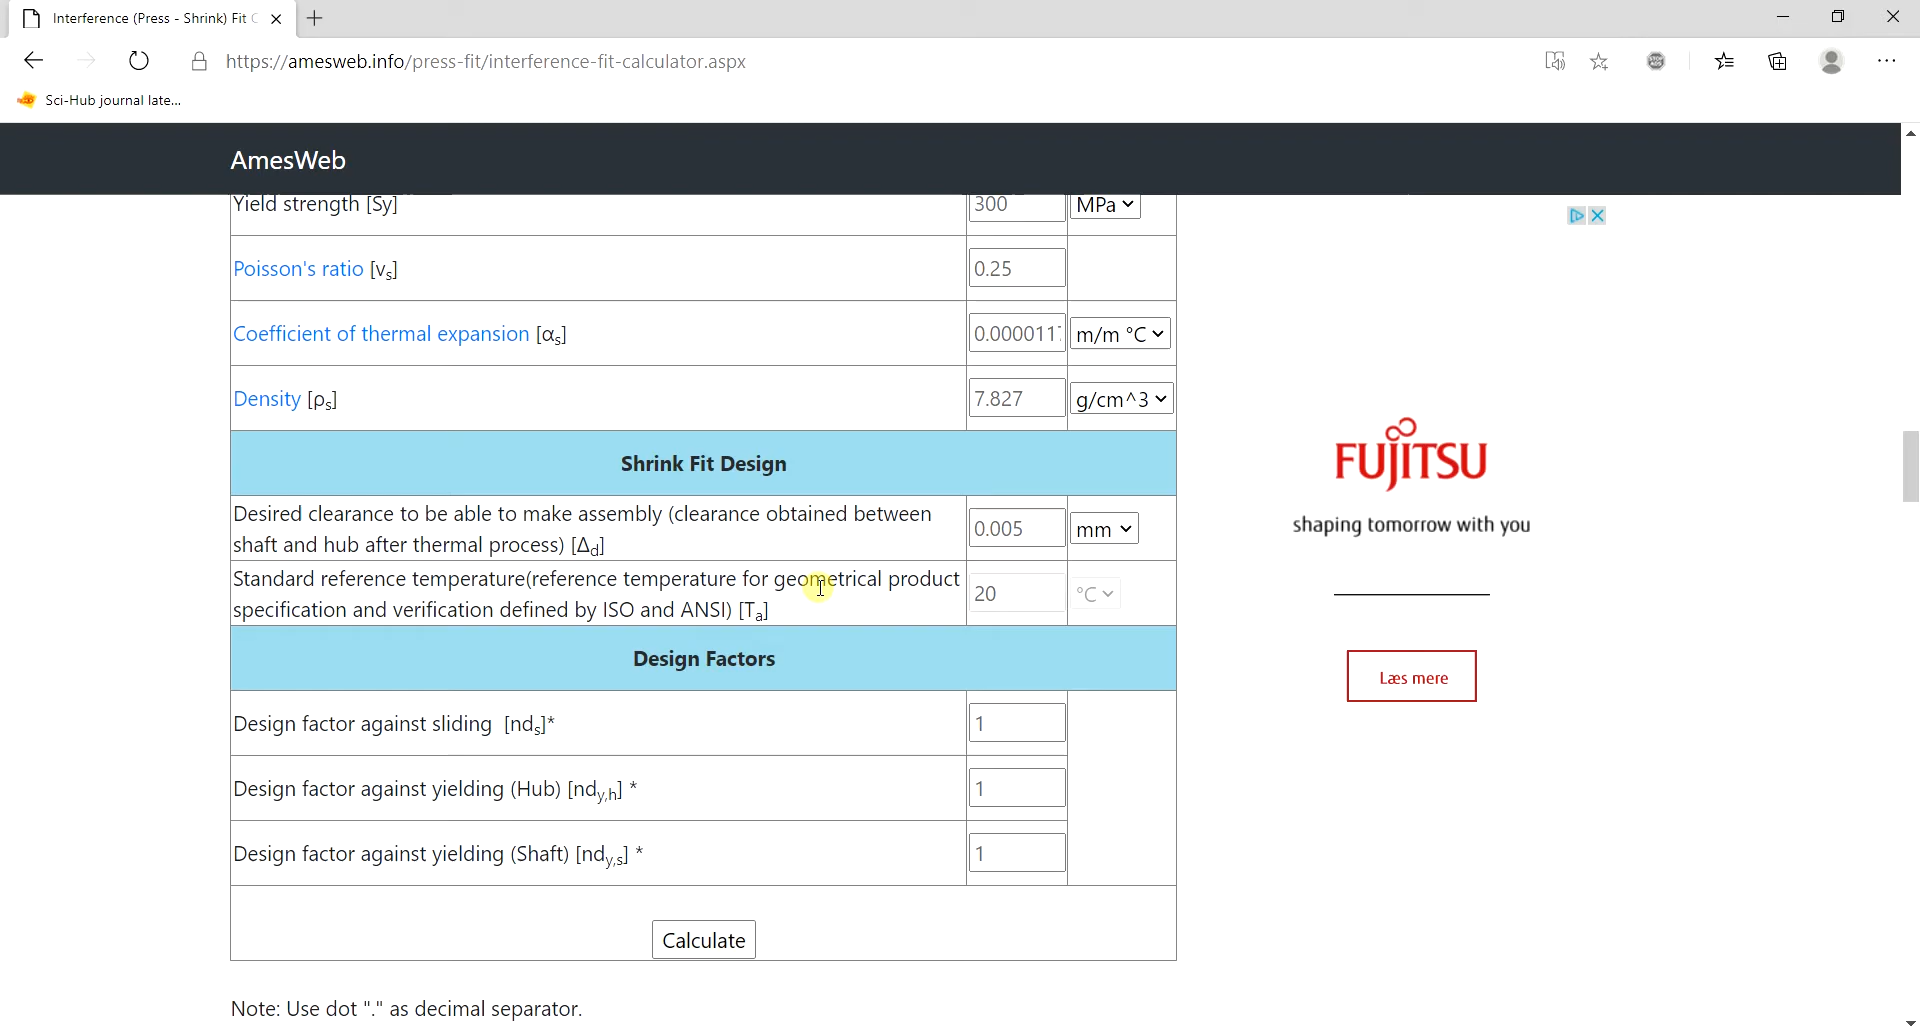 Interference (Press - Shrink) Fit C
https://amesweb.info/press-fit/interference-fit-calculator.aspx
Sci-Hub journal late...
AmesWeb
Yield strength [Sy] 300 MPa
Poisson's ratio [νs] 0.25
Coefficient of thermal expansion [αs] 0.0000117 m/m °C
Density [ρs] 7.827 g/cm^3
Shrink Fit Design
Desired clearance to be able to make assembly (clearance obtained between
shaft and hub after thermal process) [Δd] 0.005 mm
Standard reference temperature(reference temperature for geometrical product
specification and verification defined by ISO and ANSI) [Ta] 20 °C
Design Factors
Design factor against sliding [nds]* 1
Design factor against yielding (Hub) [ndy,h] * 1
Design factor against yielding (Shaft) [ndy,s] * 1
Calculate
Note: Use dot "." as decimal separator.
FUJITSU
shaping tomorrow with you
Læs mere